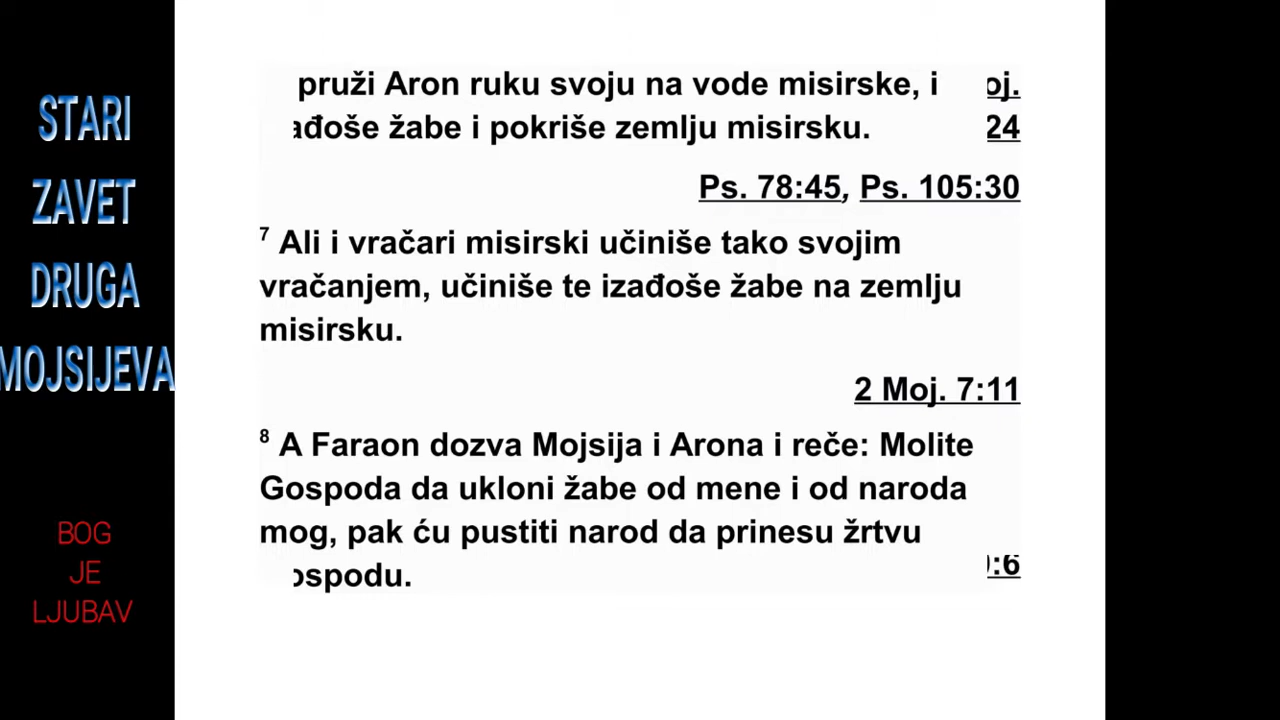 STARI
ZAVET
DRUGA
MOJSIJEVA
BOG
JE
LJUBAV
pruži Aron ruku svoju na vode misirske, i
žabe i pokriše zemlju misirsku.
24
Ps. 78:45, Ps. 105:30
7 Ali i vračari misirski učiniše tako svojim
vračanjem, učiniše te izađoše žabe na zemlju
misirsku.
2 Moj. 7:11
8 A Faraon dozva Mojsija i Arona i reče: Molite
Gospoda da ukloni žabe od mene i od naroda
mog, pak ću pustiti narod da prinesu žrtvu